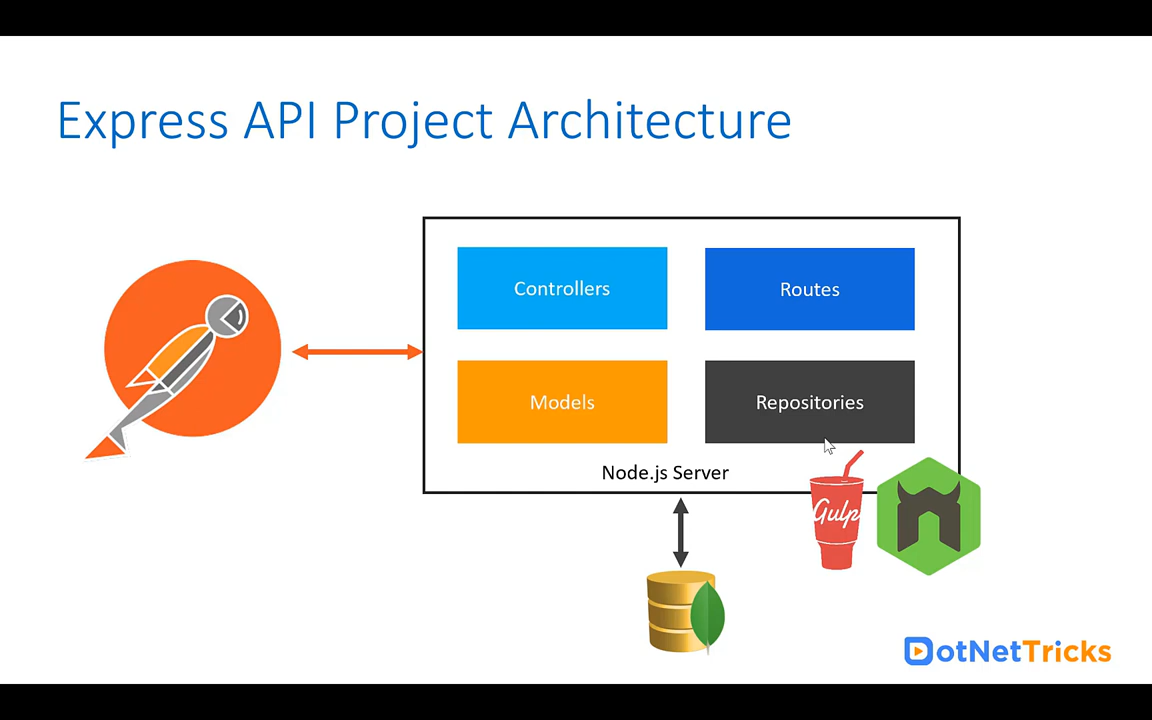 Express API Project Architecture
Controllers
Routes
Models
Repositories
Node.js Server
Gulp
DotNetTricks